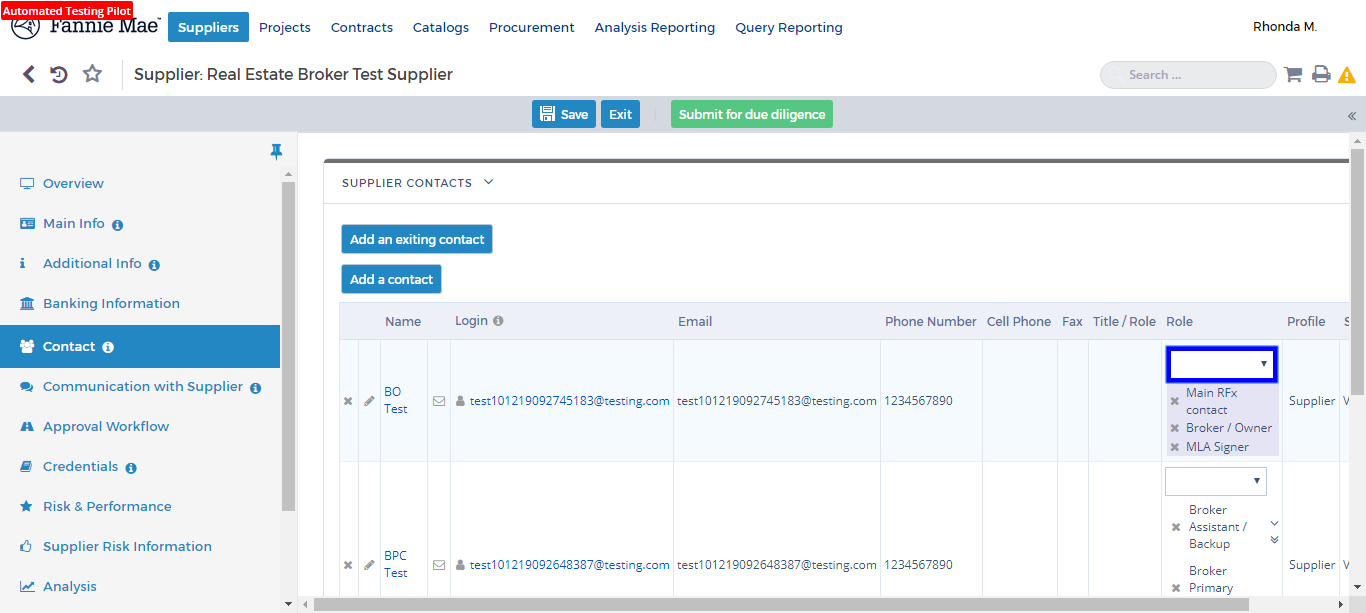 Automated Testing Pilot
Fannie Mae
Suppliers Projects Contracts Catalogs Procurement Analysis Reporting Query Reporting Rhonda M.
Supplier: Real Estate Broker Test Supplier
Search ...
Save Exit Submit for due diligence
Overview
Main Info
Additional Info
Banking Information
Contact
Communication with Supplier
Approval Workflow
Credentials
Risk & Performance
Supplier Risk Information
Analysis
SUPPLIER CONTACTS
Add an exiting contact
Add a contact
Name Login Email Phone Number Cell Phone Fax Title / Role Role Profile S
BO
Test
test101219092745183@testing.com test101219092745183@testing.com 1234567890
Main RFx
contact
Broker / Owner
MLA Signer
Supplier V
BPC
Test
test101219092648387@testing.com test101219092648387@testing.com 1234567890
Broker
Assistant /
Backup
Broker
Primary
Supplier V